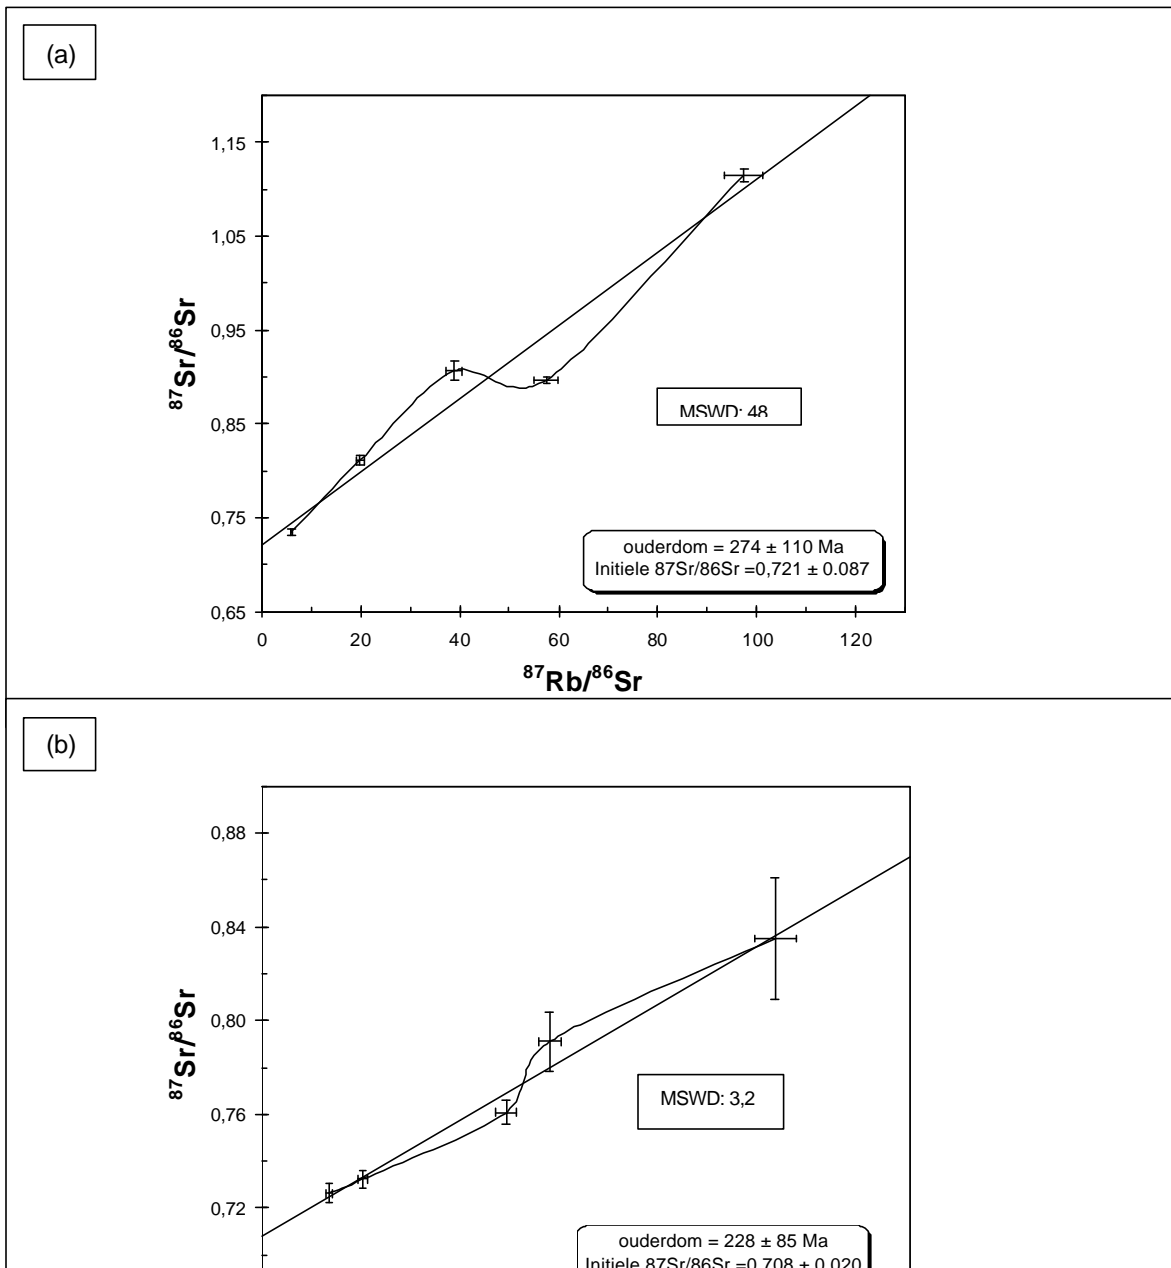 (a)
1,15
1,05
0,95
0,85
0,75
0,65
87Sr/86Sr
MSWD: 48
ouderdom = 274 ± 110 Ma
Initiele 87Sr/86Sr =0,721 ± 0.087
0 20 40 60 80 100 120
87Rb/86Sr
(b)
0,88
0,84
0,80
0,76
0,72
87Sr/86Sr
MSWD: 3,2
ouderdom = 228 ± 85 Ma
Initiele 87Sr/86Sr =0,708 ± 0.020